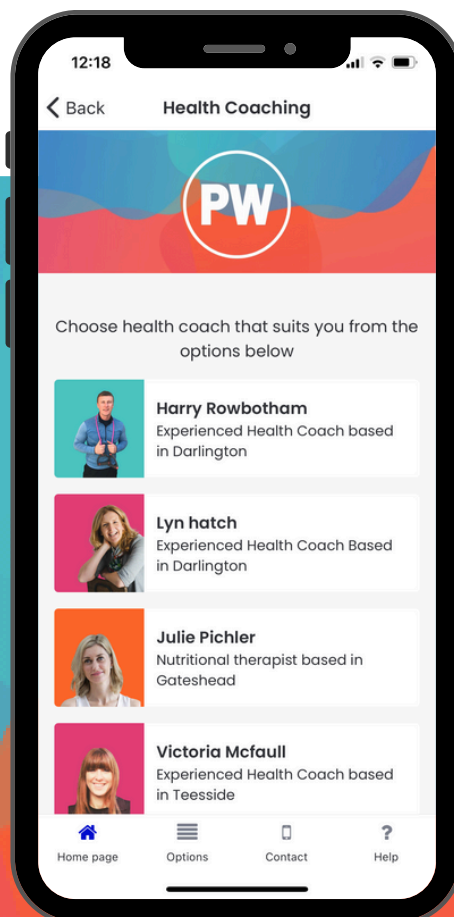 12:18
Back
Health Coaching
PW
Choose health coach that suits you from the
options below
Harry Rowbotham
Experienced Health Coach based
in Darlington
Lyn hatch
Experienced Health Coach Based
in Darlington
Julie Pichler
Nutritional therapist based in
Gateshead
Victoria Mcfaull
Experienced Health Coach based
in Teesside
Home page
Options
Contact
?
Help